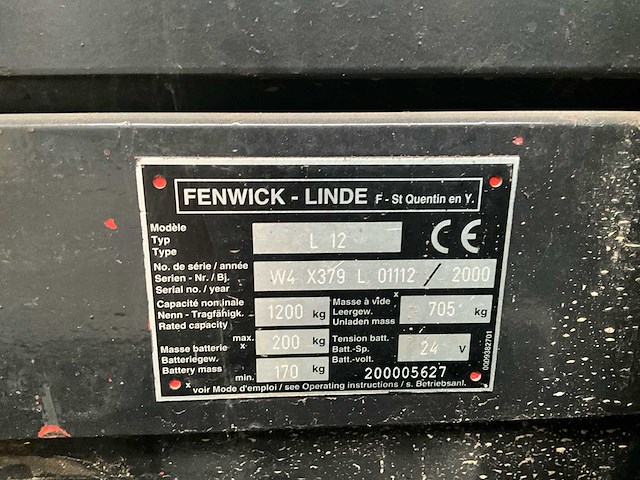 FENWICK - LINDE F - St Quentin en Y.
Modèle
Typ
Type
L 12
CE
No. de série / année
Serien - Nr. / Bj.
Serial no. / year
W4 X379 L 01112 / 2000
Capacité nominale
Nenn - Tragfähigk.
Rated capacity
1200 kg
Masse à vide x
Leergew.
Unladen mass
705 kg
Masse batterie x
Batteriegew.
Battery mass
max. 200 kg
min. 170 kg
Tension batt.
Batt.-Sp.
Batt.-volt.
24 V
200005627
x voir Mode d'emploi / see Operating instructions / s. Betriebsanl.
0009382701